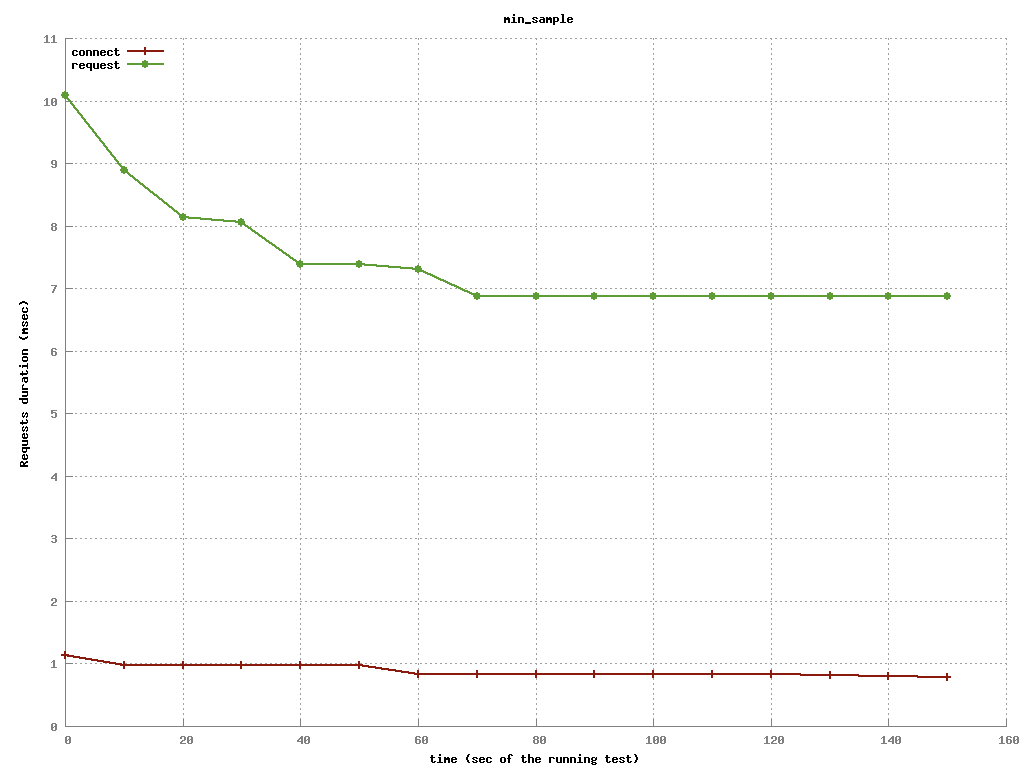 min_sample
11
connect
request
10
9
8
7
6
5
4
3
2
1
0
Requests duration (msec)
0 20 40 60 80 100 120 140 160
time (sec of the running test)